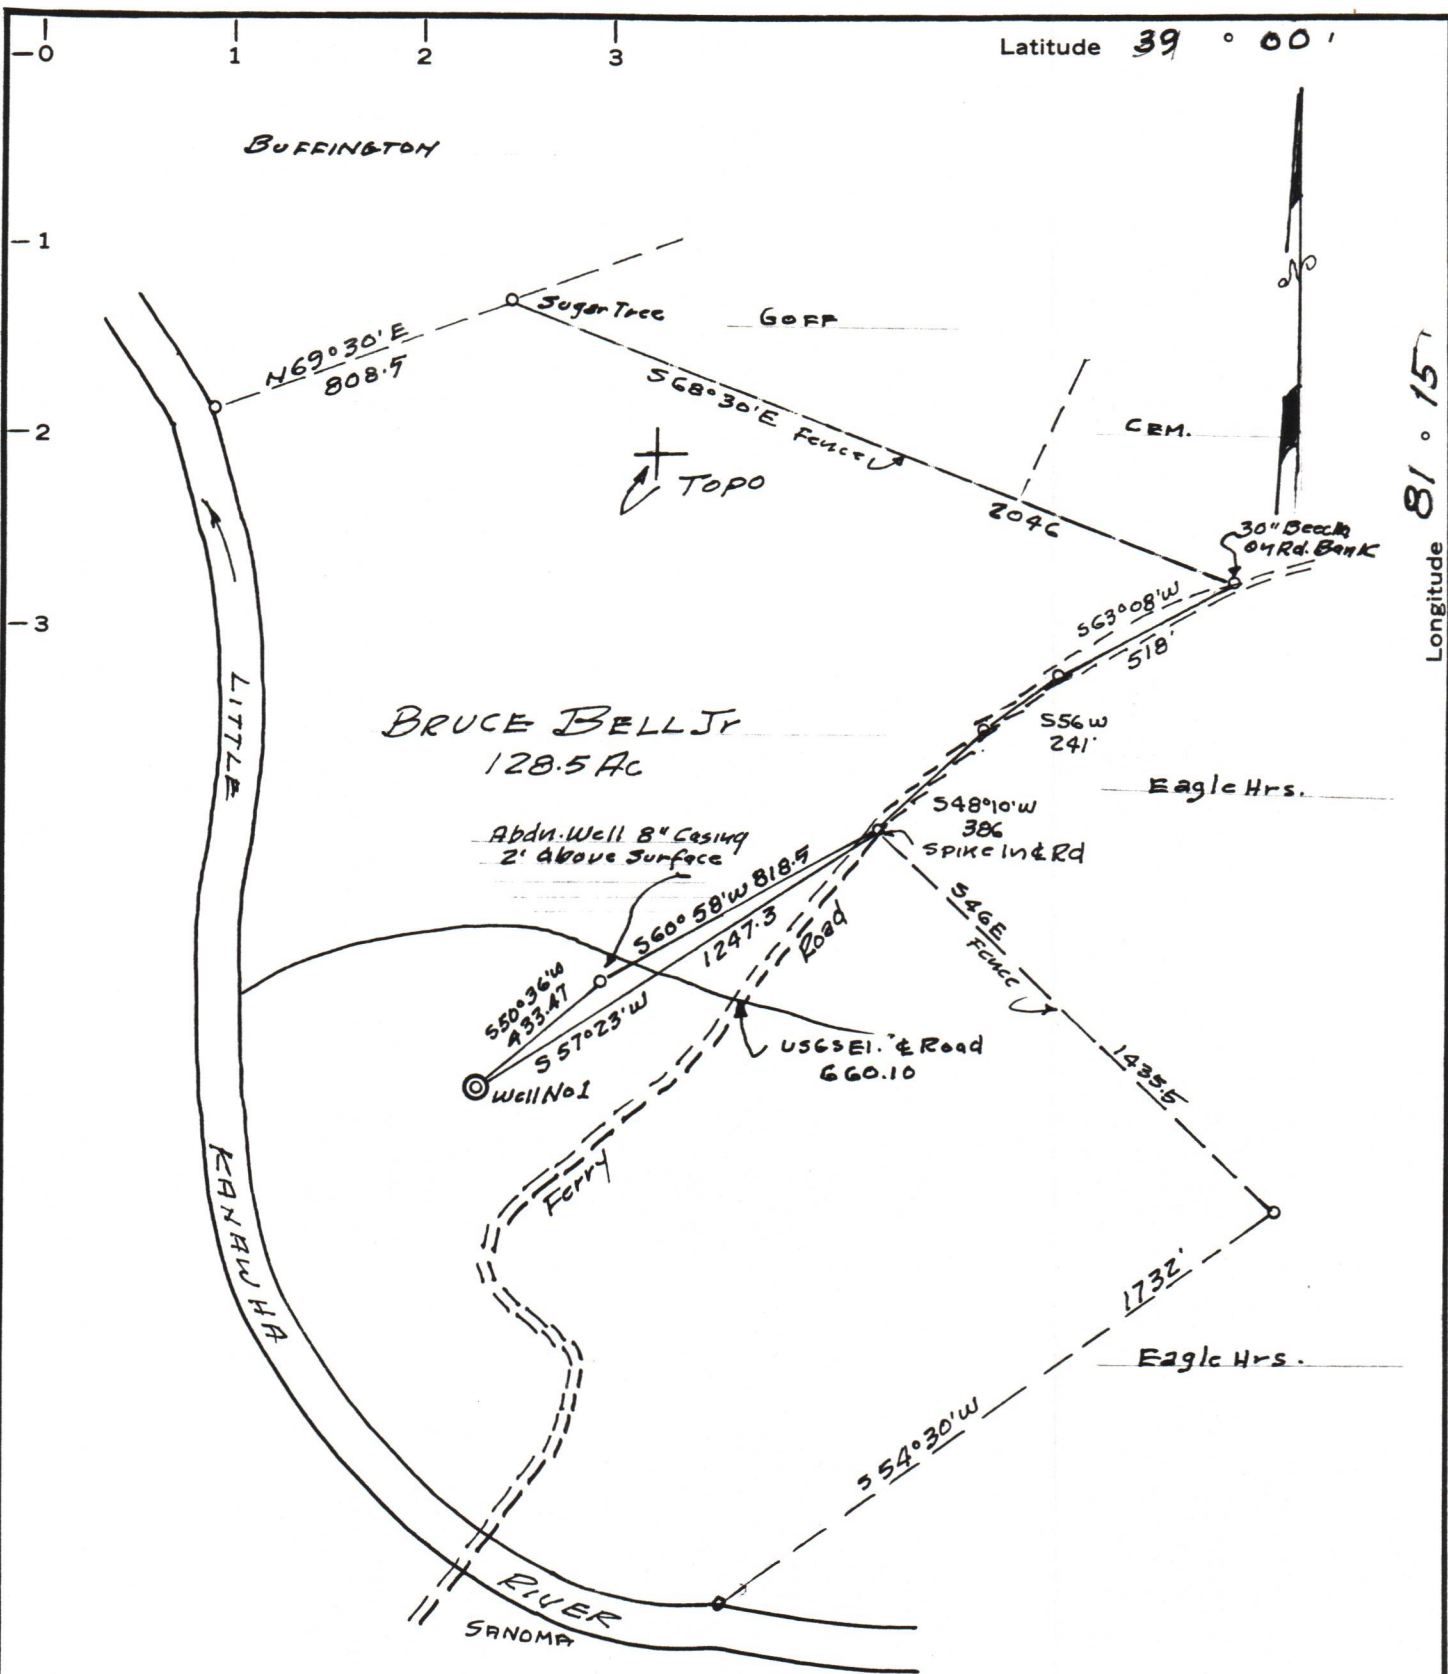 0 1 2 3 Latitude 39 ° 00 '
BUFFINGTON
1
Sugar Tree
GOFF
N69°30'E
808.5
S68°30'E Fence
2046
CEM.
N
2
TOPO
81 ° 15'
Longitude
30" Beech
on Rd. Bank
3
S63°08'W
518'
LITTLE
BRUCE BELL Jr
128.5 Ac
S56W
241'
Eagle Hrs.
S48°10'W
386
Spike in ℄ Rd
Abdn. Well 8" Casing
2' Above Surface
S60°58'W 818.5
1247.3
S57°23'W
Road
S46E
Fence
S50°36'W
433.47
Well No 1
USGS El. ℄ Road
660.10
1435.5
Ferry
KANAWHA
1732'
Eagle Hrs.
S54°30'W
RIVER
SANOMA